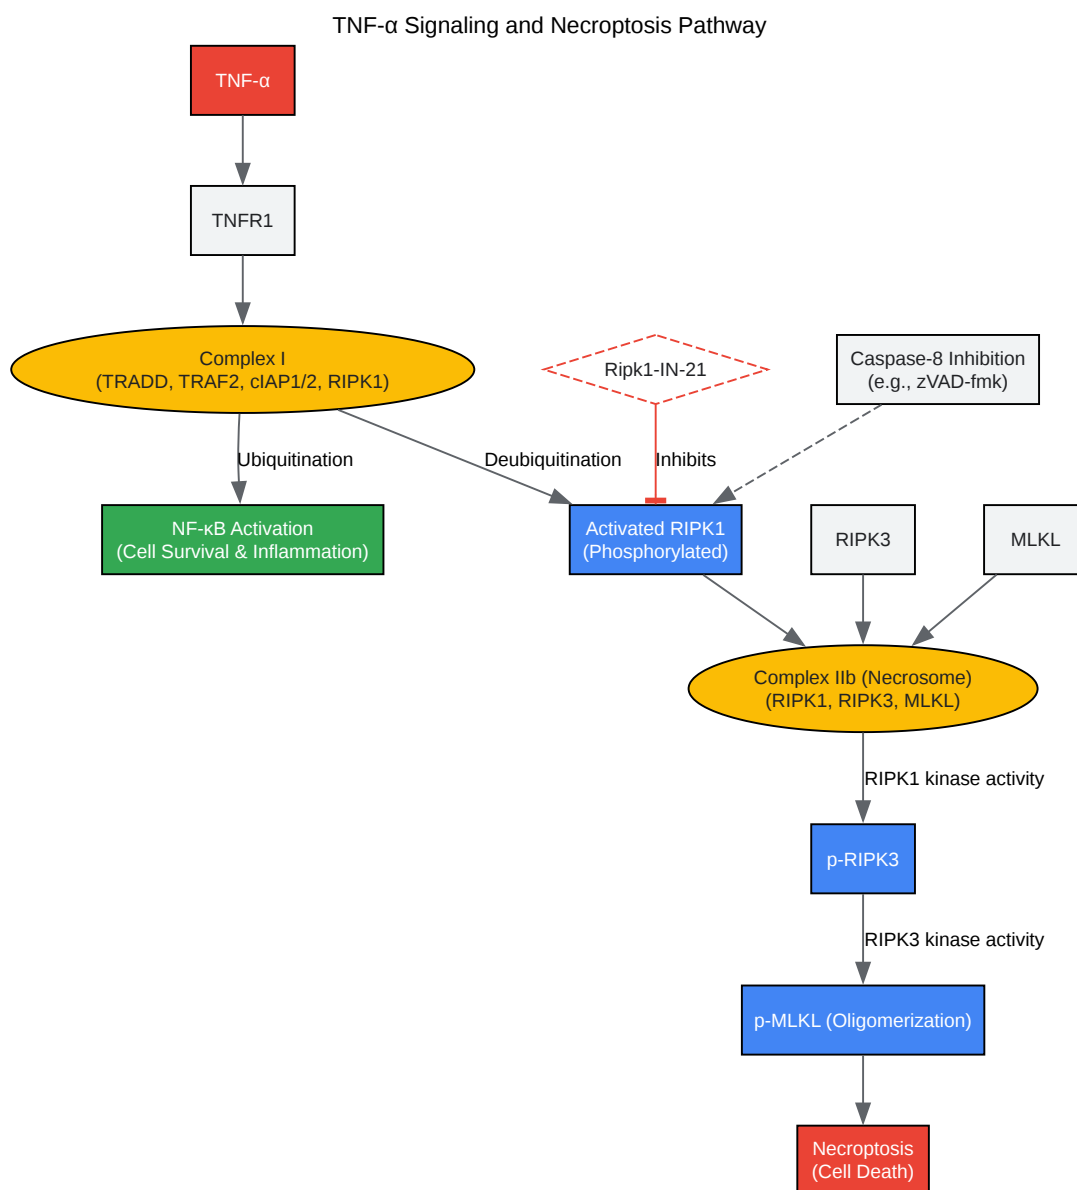 TNF-α Signaling and Necroptosis Pathway
TNF-α
TNFR1
Complex I
(TRADD, TRAF2, cIAP1/2, RIPK1)
Ripk1-IN-21
Caspase-8 Inhibition
(e.g., zVAD-fmk)
Ubiquitination
Deubiquitination
Inhibits
NF-κB Activation
(Cell Survival & Inflammation)
Activated RIPK1
(Phosphorylated)
RIPK3
MLKL
Complex IIb (Necrosome)
(RIPK1, RIPK3, MLKL)
RIPK1 kinase activity
p-RIPK3
RIPK3 kinase activity
p-MLKL (Oligomerization)
Necroptosis
(Cell Death)